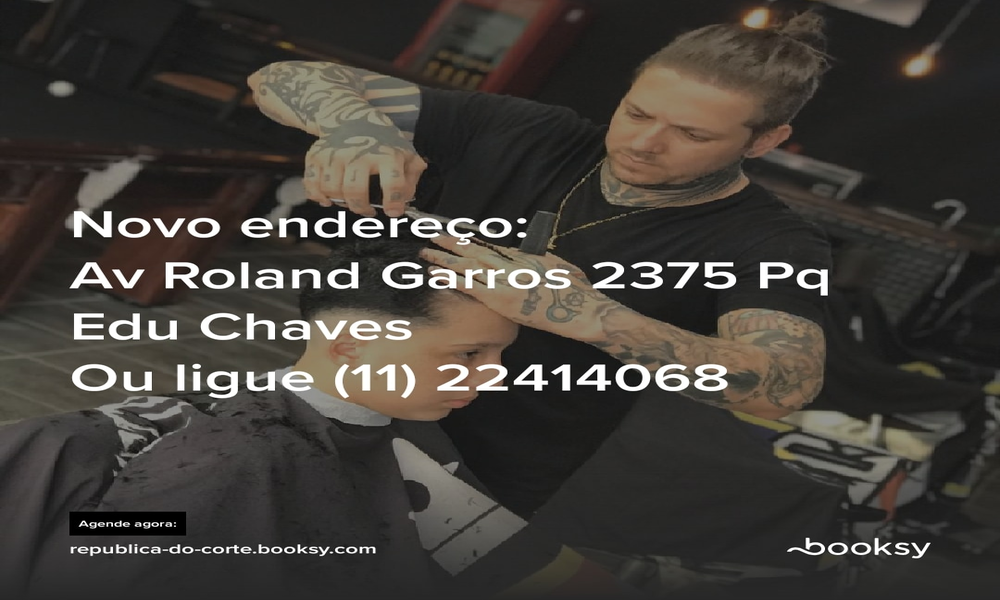 Novo endereço:
Av Roland Garros 2375 Pq
Edu Chaves
Ou ligue (11) 22414068
Agende agora:
republica-do-corte.booksy.com
booksy